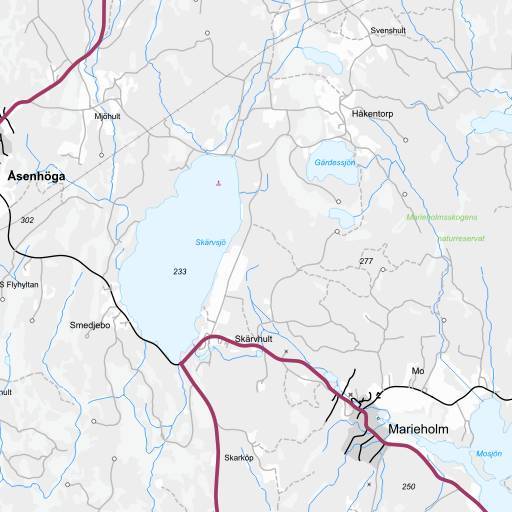 Svenshult
Mjöhult
Håkentorp
Gärdessjön
Åsenhöga
Marieholmsskogens
naturreservat
302
Skärvsjö
233
277
S Flyhyltan
Smedjebo
Skärvhult
Mo
hult
2
Marieholm
Skarköp
Mosjön
250